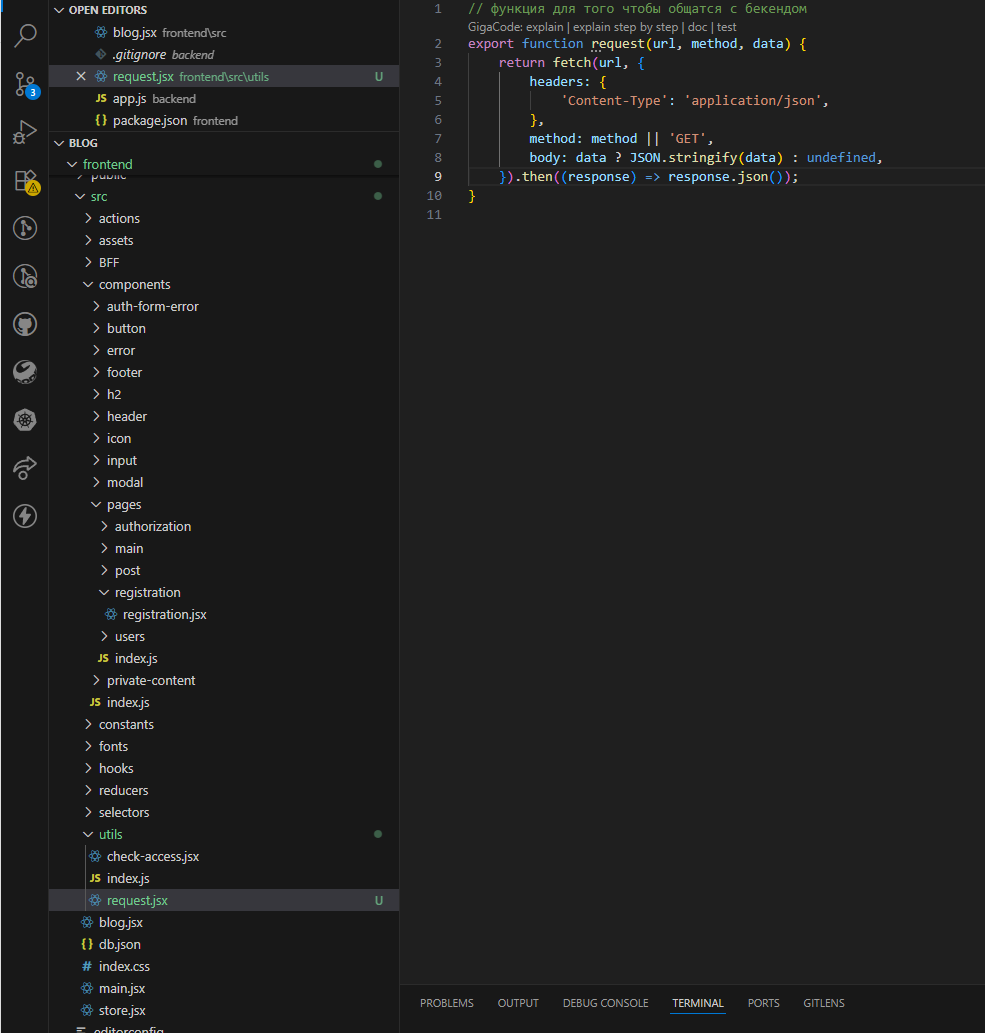 OPEN EDITORS
blog.jsx frontend\src
.gitignore backend
request.jsx frontend\src\utils U
JS app.js backend
{} package.json frontend
3
BLOG
frontend
public
src
actions
assets
BFF
components
auth-form-error
button
error
footer
h2
header
icon
input
modal
pages
authorization
main
post
registration
registration.jsx
users
JS index.js
private-content
JS index.js
constants
fonts
hooks
reducers
selectors
utils
check-access.jsx
JS index.js
request.jsx U
blog.jsx
{} db.json
# index.css
main.jsx
store.jsx
.editorconfig
1 // функция для того чтобы общатся с бекендом
GigaCode: explain | explain step by step | doc | test
2 export function request(url, method, data) {
3 return fetch(url, {
4 headers: {
5 'Content-Type': 'application/json',
6 },
7 method: method || 'GET',
8 body: data ? JSON.stringify(data) : undefined,
9 }).then((response) => response.json());
10 }
11
PROBLEMS OUTPUT DEBUG CONSOLE TERMINAL PORTS GITLENS